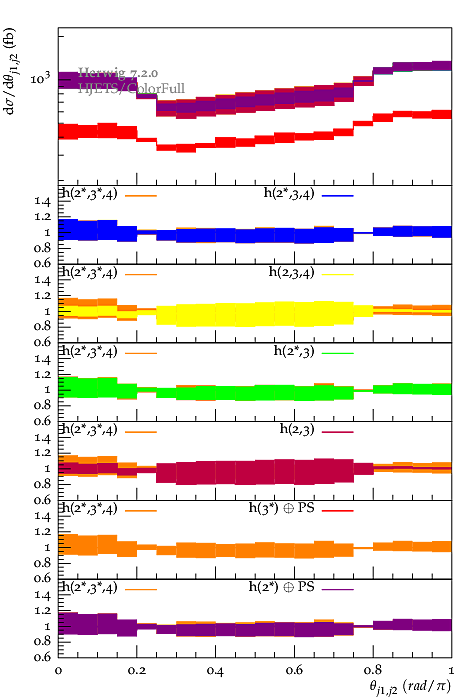 dσ/dθj1,j2 (fb)
10³
Herwig 7.2.0
HJETS/ColorFull
h(2*,3*,4) h(2*,3,4)
1.4
1.2
1
0.8
0.6
h(2*,3*,4) h(2,3,4)
1.4
1.2
1
0.8
0.6
h(2*,3*,4) h(2*,3)
1.4
1.2
1
0.8
0.6
h(2*,3*,4) h(2,3)
1.4
1.2
1
0.8
0.6
h(2*,3*,4) h(3*) ⊕ PS
1.4
1.2
1
0.8
0.6
h(2*,3*,4) h(2*) ⊕ PS
1.4
1.2
1
0.8
0.6
0 0.2 0.4 0.6 0.8 1
θj1,j2 (rad/π)